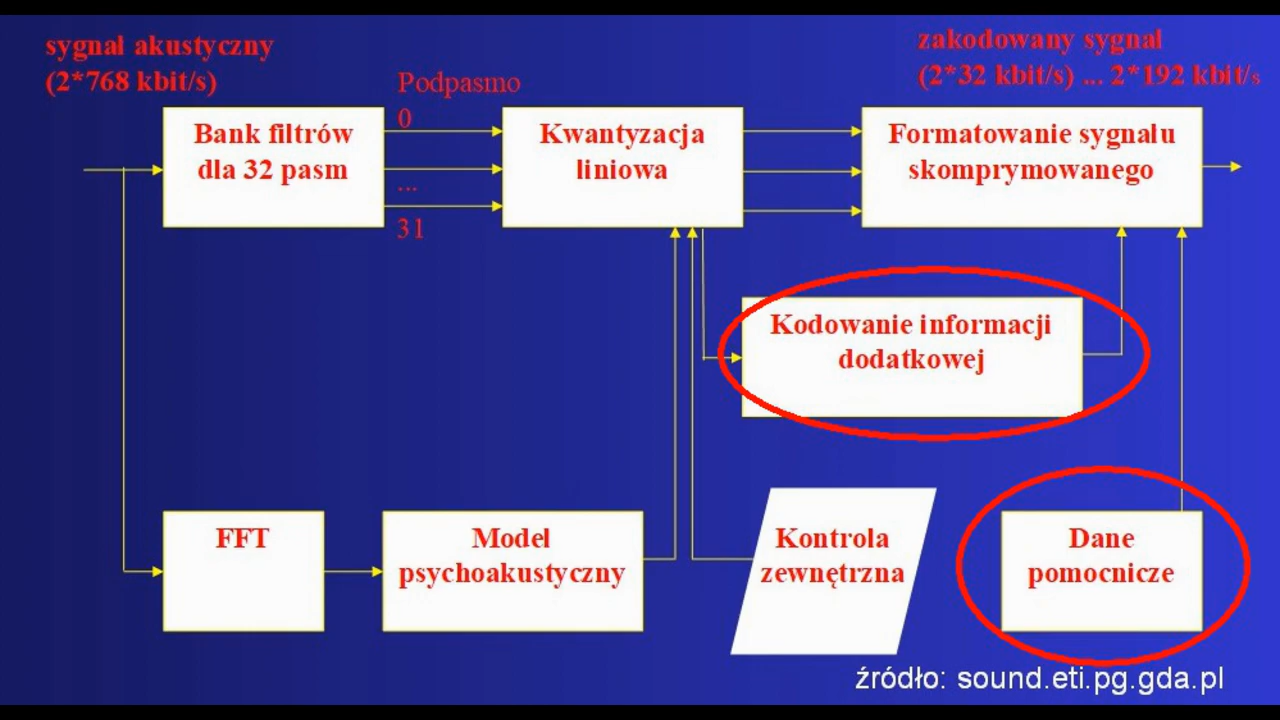 sygnał akustyczny
(2*768 kbit/s)
zakodowany sygnał
(2*32 kbit/s) ... 2*192 kbit/s
Podpasmo
0
...
31
Bank filtrów
dla 32 pasm
Kwantyzacja
liniowa
Formatowanie sygnału
skomprymowanego
Kodowanie informacji
dodatkowej
FFT
Model
psychoakustyczny
Kontrola
zewnętrzna
Dane
pomocnicze
źródło: sound.eti.pg.gda.pl